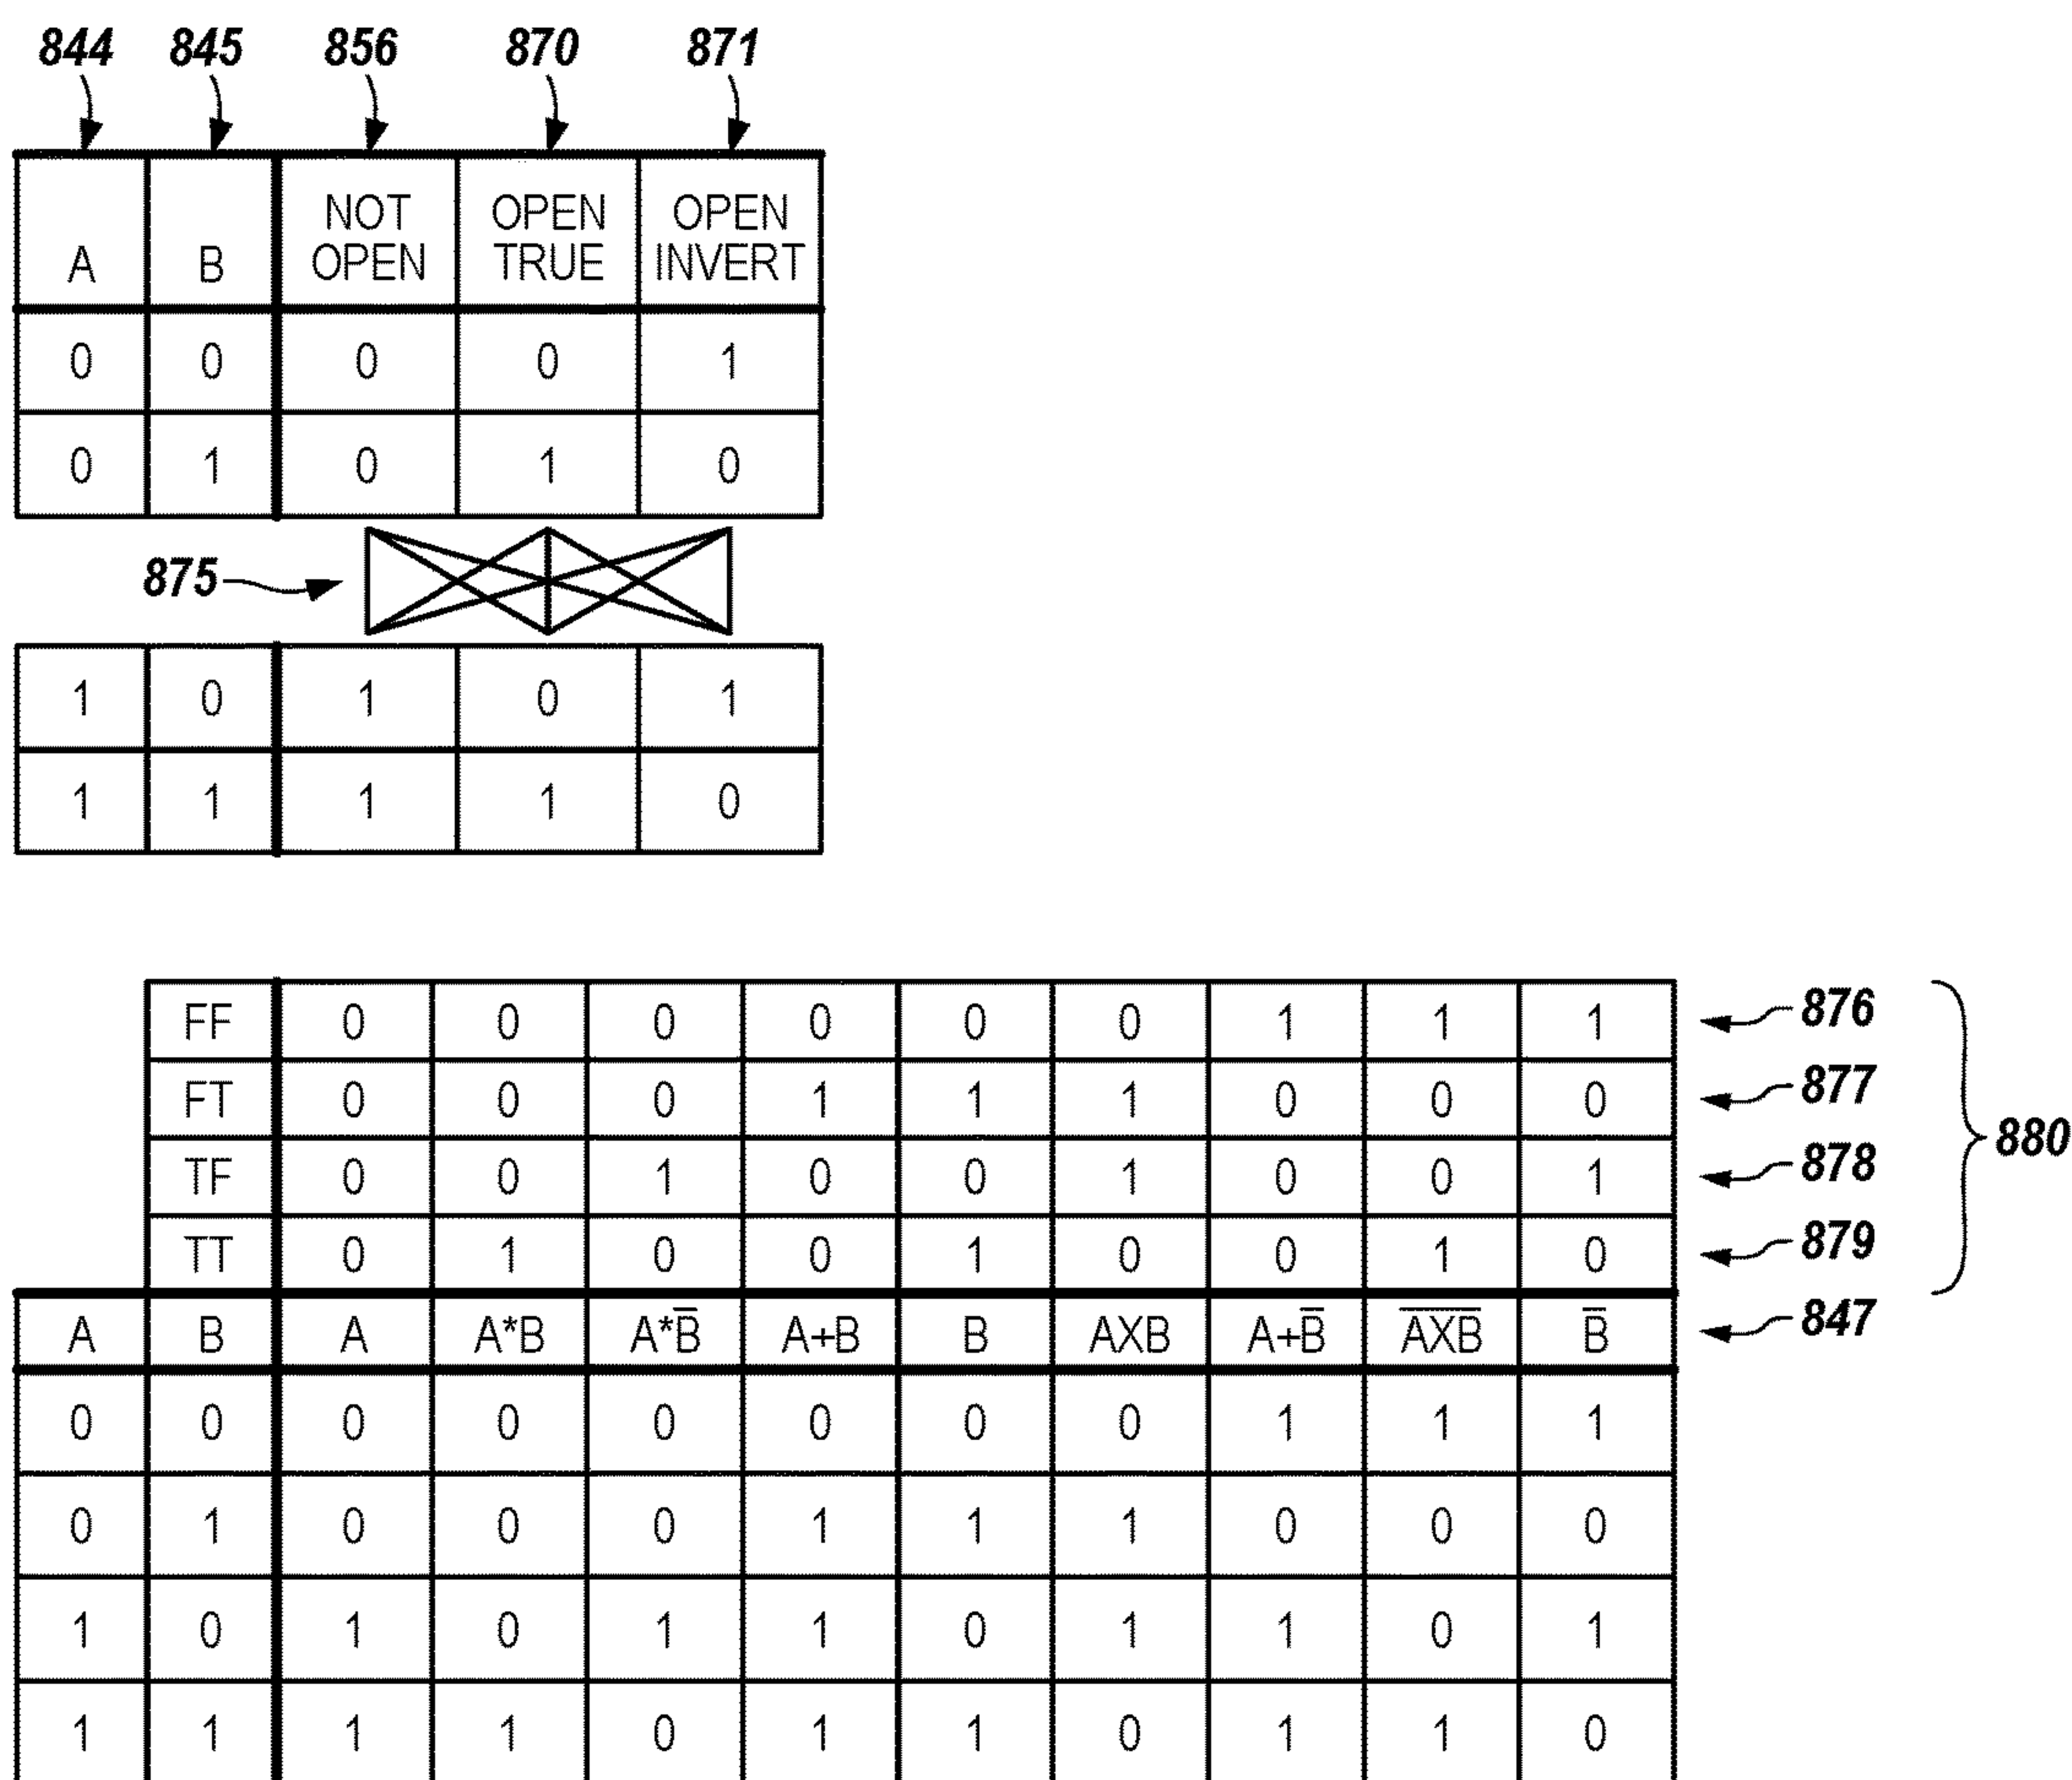 844 845 856 870 871
NOT OPEN OPEN
A B OPEN TRUE INVERT
0 0 0 0 1
0 1 0 1 0
875
1 0 1 0 1
1 1 1 1 0
FF 0 0 0 0 0 0 1 1 1 876
FT 0 0 0 1 1 1 0 0 0 877
880
TF 0 0 1 0 0 1 0 0 1 878
TT 0 1 0 0 1 0 0 1 0 879
A B A A*B A*B̅ A+B B AXB A+B̅ A̅X̅B̅ B̅ 847
0 0 0 0 0 0 0 0 1 1 1
0 1 0 0 0 1 1 1 0 0 0
1 0 1 0 1 1 0 1 1 0 1
1 1 1 1 0 1 1 0 1 1 0